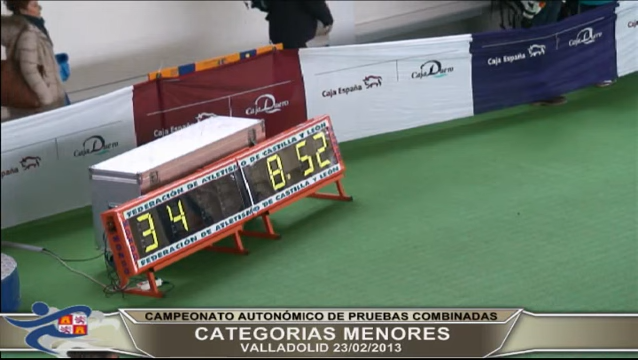 Caja España
Caja Duero
Caja España
Caja Duero
Caja España
Caja Duero
Caja España
Caja Duero
FEDERACIÓN DE ATLETISMO DE CASTILLA Y LEÓN
34 8.52
FEDERACIÓN DE ATLETISMO DE CASTILLA Y LEÓN
CAMPEONATO AUTONÓMICO DE PRUEBAS COMBINADAS
CATEGORIAS MENORES
VALLADOLID 23/02/2013